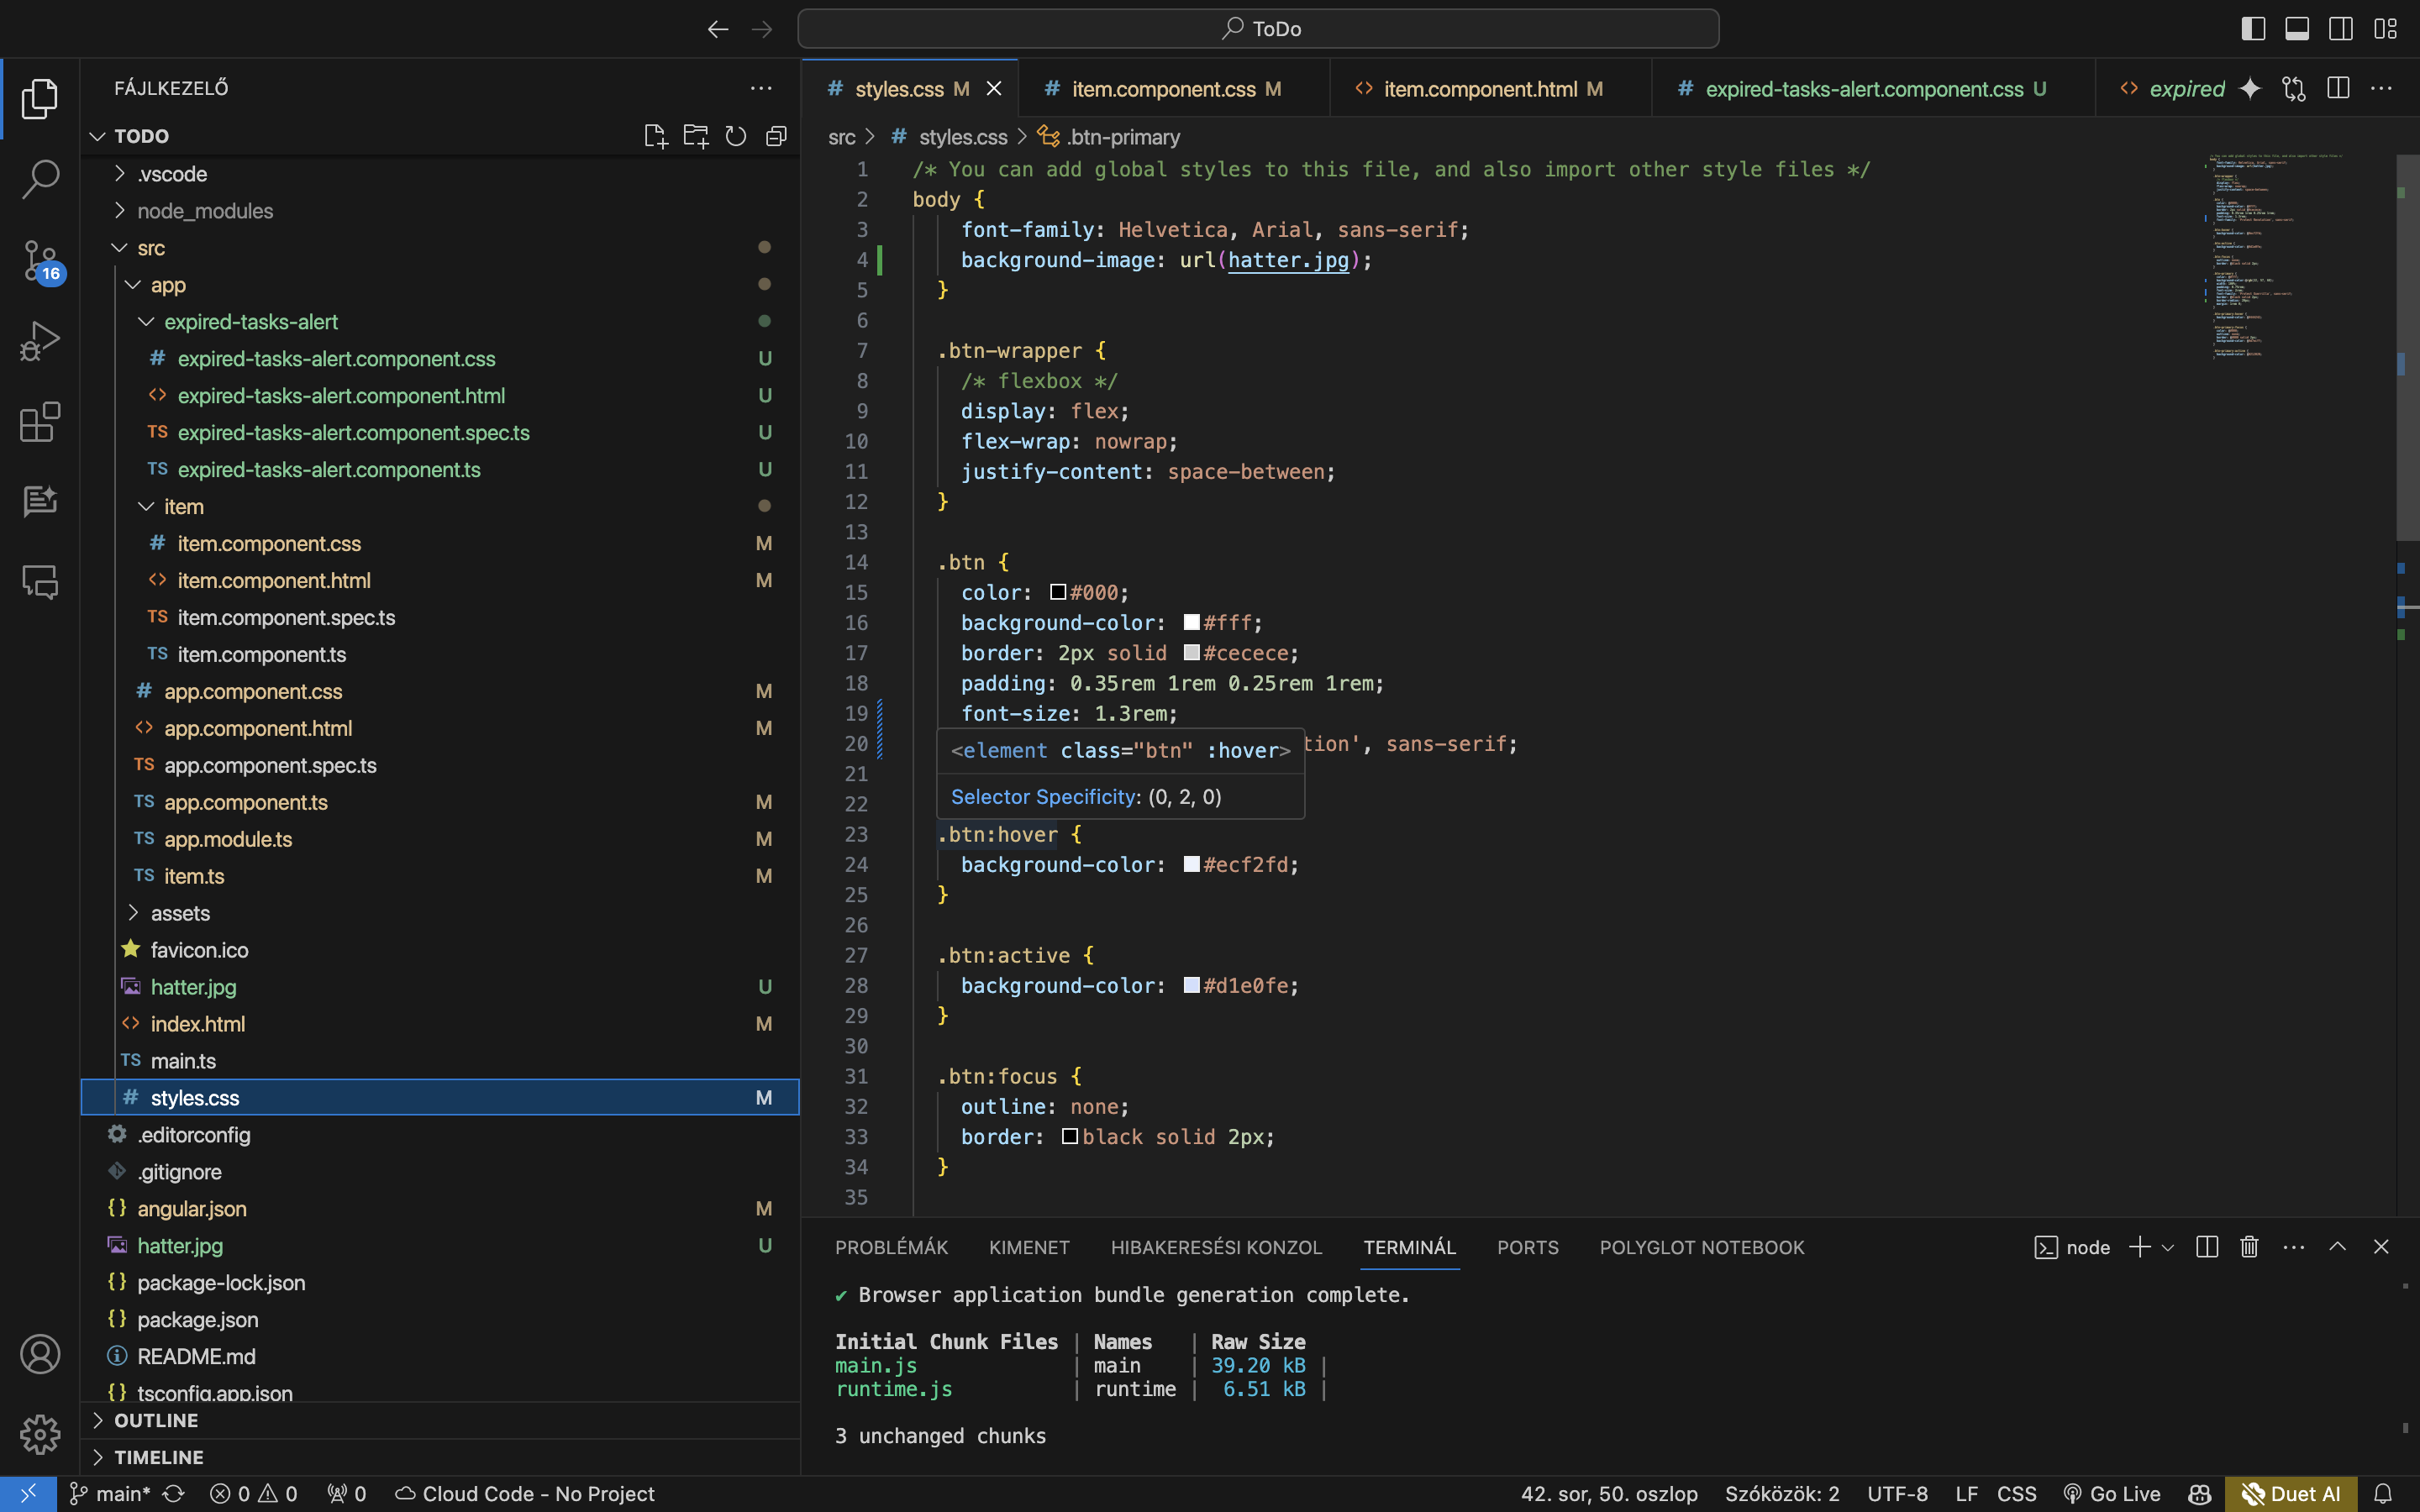 ToDo
FÁJLKEZELŐ
TODO
.vscode
node_modules
src
app
expired-tasks-alert
# expired-tasks-alert.component.css U
<> expired-tasks-alert.component.html U
TS expired-tasks-alert.component.spec.ts U
TS expired-tasks-alert.component.ts U
item
# item.component.css M
<> item.component.html M
TS item.component.spec.ts
TS item.component.ts
# app.component.css M
<> app.component.html M
TS app.component.spec.ts
TS app.component.ts M
TS app.module.ts M
TS item.ts M
assets
favicon.ico
hatter.jpg U
<> index.html M
TS main.ts
# styles.css M
.editorconfig
.gitignore
{} angular.json M
hatter.jpg U
{} package-lock.json
{} package.json
README.md
{} tsconfig.app.json
OUTLINE
TIMELINE
16
# styles.css M
# item.component.css M
<> item.component.html M
# expired-tasks-alert.component.css U
<> expired
src > # styles.css > .btn-primary
1 /* You can add global styles to this file, and also import other style files */
2 body {
3 font-family: Helvetica, Arial, sans-serif;
4 background-image: url(hatter.jpg);
5 }
6
7 .btn-wrapper {
8 /* flexbox */
9 display: flex;
10 flex-wrap: nowrap;
11 justify-content: space-between;
12 }
13
14 .btn {
15 color: #000;
16 background-color: #fff;
17 border: 2px solid #cecece;
18 padding: 0.35rem 1rem 0.25rem 1rem;
19 font-size: 1.3rem;
20 tion', sans-serif;
<element class="btn" :hover>
21
Selector Specificity: (0, 2, 0)
22
23 .btn:hover {
24 background-color: #ecf2fd;
25 }
26
27 .btn:active {
28 background-color: #d1e0fe;
29 }
30
31 .btn:focus {
32 outline: none;
33 border: black solid 2px;
34 }
35
PROBLÉMÁK KIMENET HIBAKERESÉSI KONZOL TERMINÁL PORTS POLYGLOT NOTEBOOK
node
✔ Browser application bundle generation complete.
Initial Chunk Files | Names | Raw Size
main.js | main | 39.20 kB |
runtime.js | runtime | 6.51 kB |
3 unchanged chunks
main* 0 0 0 Cloud Code - No Project
42. sor, 50. oszlop Szóközök: 2 UTF-8 LF CSS Go Live Duet AI